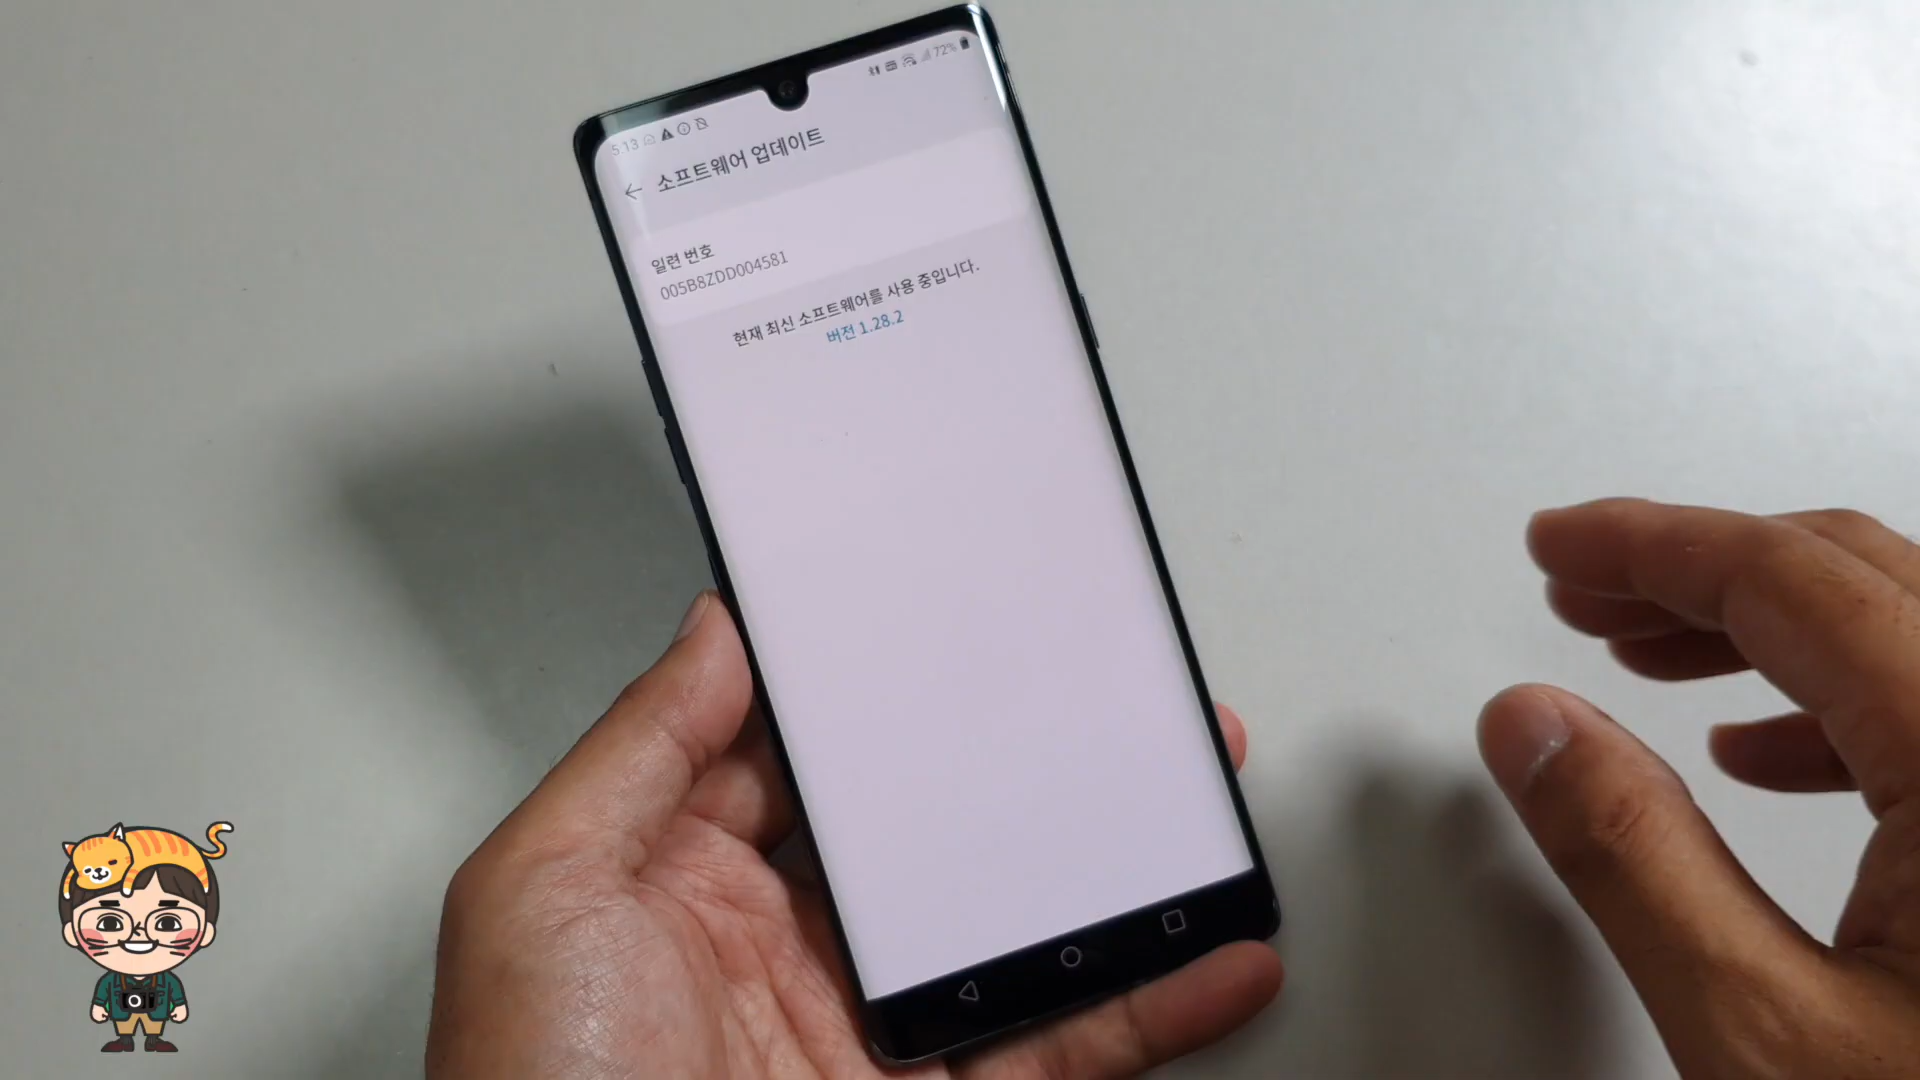 5:13
72%
소프트웨어 업데이트
일련 번호
005B8ZDD004581
현재 최신 소프트웨어를 사용 중입니다.
버전 1.28.2